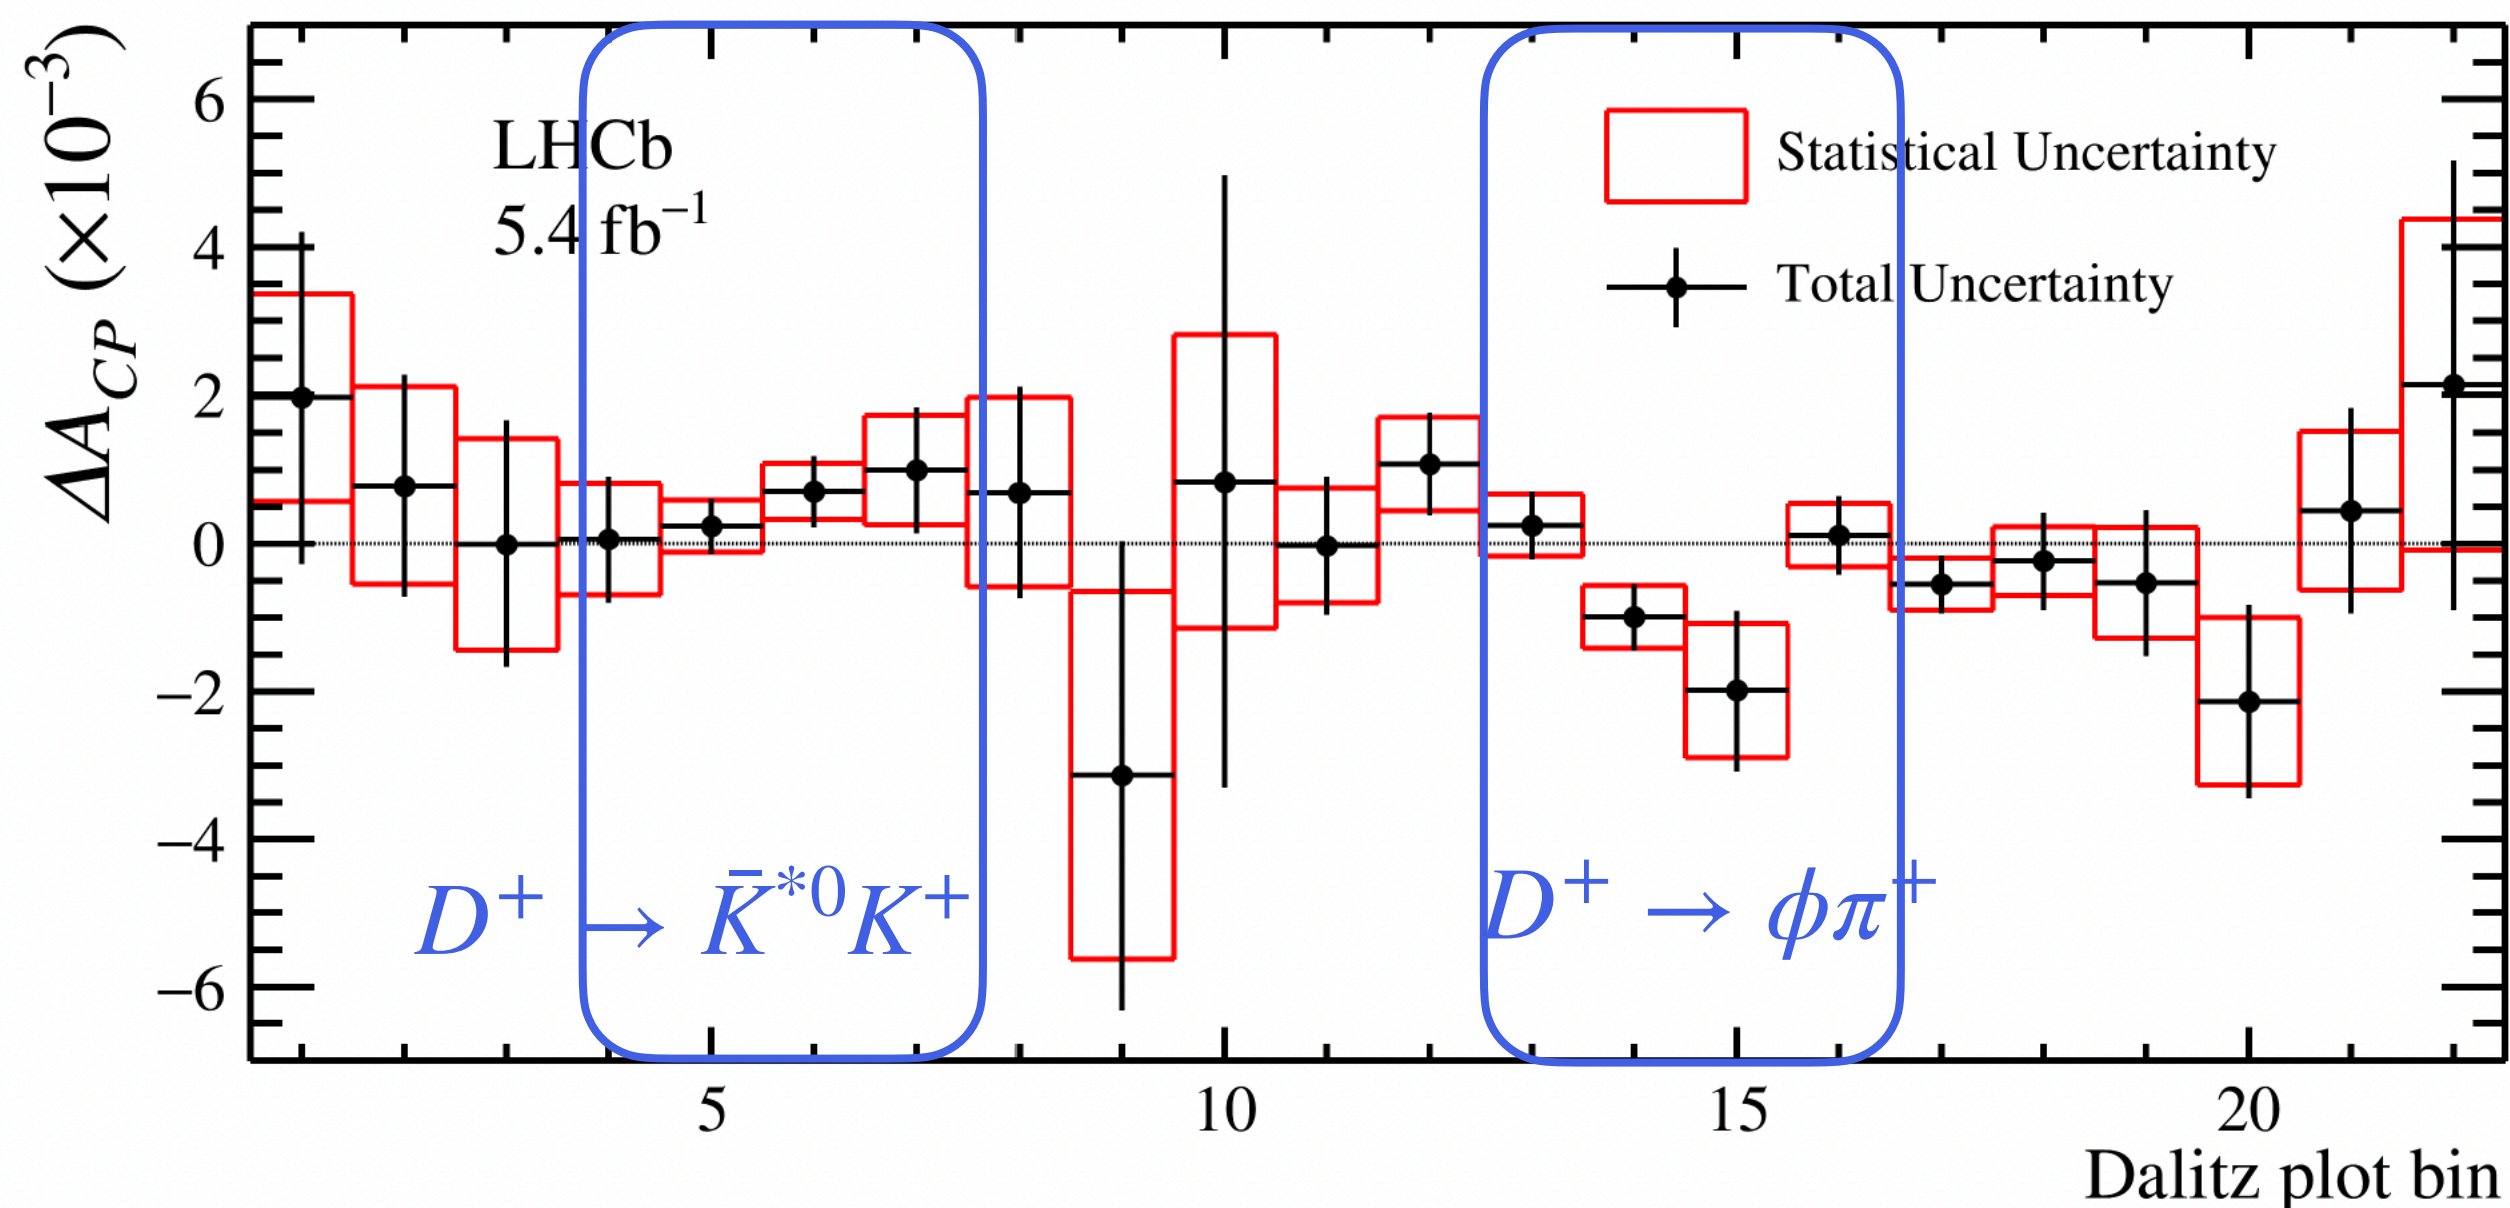 ΔA_CP (×10⁻³)
6
4
2
0
−2
−4
−6
LHCb
5.4 fb⁻¹
Statistical Uncertainty
Total Uncertainty
D⁺ → K̄*⁰K⁺
D⁺ → ϕπ⁺
5 10 15 20
Dalitz plot bin